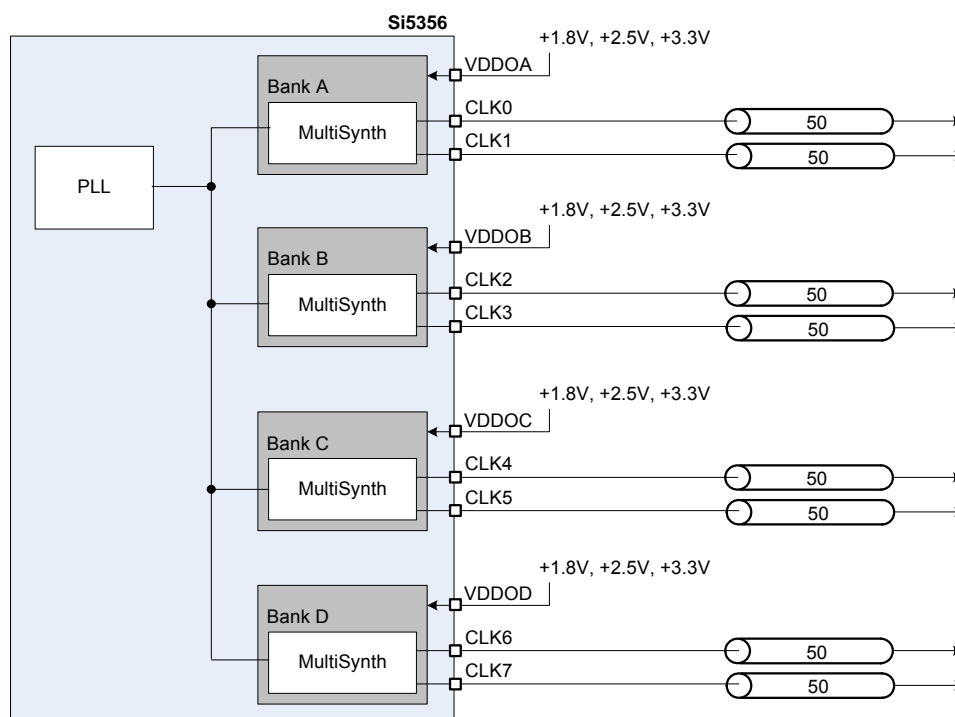 Si5356
+1.8V, +2.5V, +3.3V
VDDOA
Bank A
CLK0
MultiSynth
50
CLK1
50
PLL
+1.8V, +2.5V, +3.3V
VDDOB
Bank B
CLK2
MultiSynth
50
CLK3
50
+1.8V, +2.5V, +3.3V
VDDOC
Bank C
CLK4
MultiSynth
50
CLK5
50
+1.8V, +2.5V, +3.3V
VDDOD
Bank D
CLK6
MultiSynth
50
CLK7
50